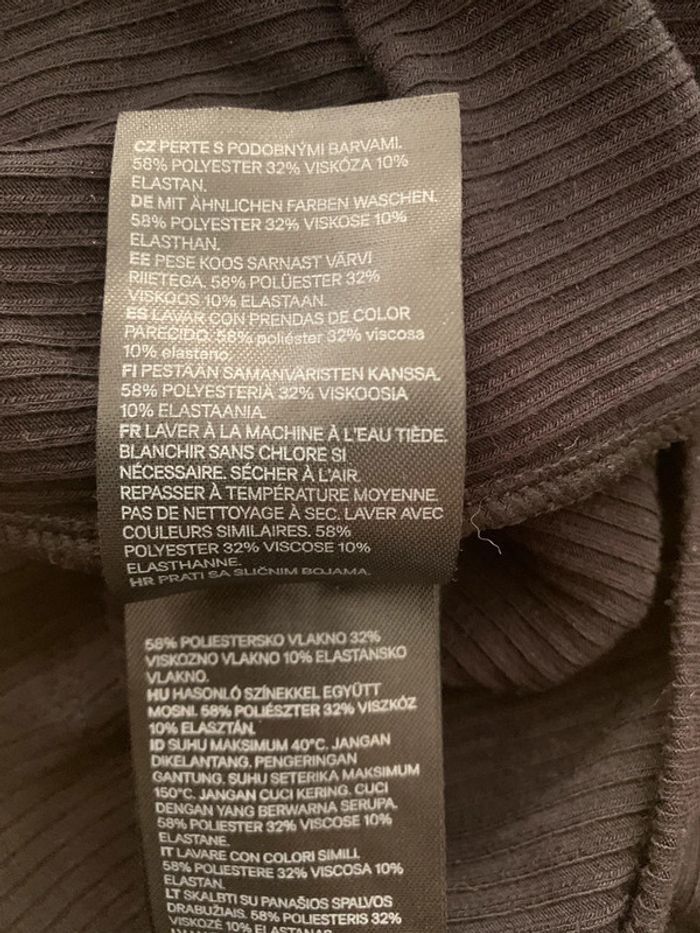 CZ PERTE S PODOBNÝMI BARVAMI.
58% POLYESTER 32% VISKÓZA 10%
ELASTAN.
DE MIT ÄHNLICHEN FARBEN WASCHEN.
58% POLYESTER 32% VISKOSE 10%
ELASTHAN.
EE PESE KOOS SARNAST VÄRVI
RIIETEGA. 58% POLÜESTER 32%
VISKOOS 10% ELASTAAN.
ES LAVAR CON PRENDAS DE COLOR
PARECIDO. 58% poliéster 32% viscosa
10% elastano.
FI PESTÄÄN SAMANVÄRISTEN KANSSA.
58% POLYESTERIÄ 32% VISKOOSIA
10% ELASTAANIA.
FR LAVER À LA MACHINE À L'EAU TIÈDE.
BLANCHIR SANS CHLORE SI
NÉCESSAIRE. SÉCHER À L'AIR.
REPASSER À TEMPÉRATURE MOYENNE.
PAS DE NETTOYAGE À SEC. LAVER AVEC
COULEURS SIMILAIRES. 58%
POLYESTER 32% VISCOSE 10%
ELASTHANNE.
HR PRATI SA SLIČNIM BOJAMA.
58% POLIESTERSKO VLAKNO 32%
VISKOZNO VLAKNO 10% ELASTANSKO
VLAKNO.
HU HASONLÓ SZÍNEKKEL EGYÜTT
MOSNI. 58% POLIÉSZTER 32% VISZKÓZ
10% ELASZTÁN.
ID SUHU MAKSIMUM 40°C. JANGAN
DIKELANTANG. PENGERINGAN
GANTUNG. SUHU SETERIKA MAKSIMUM
150°C. JANGAN CUCI KERING. CUCI
DENGAN YANG BERWARNA SERUPA.
58% POLIESTER 32% VISCOSE 10%
ELASTANE.
IT LAVARE CON COLORI SIMILI.
58% POLIESTERE 32% VISCOSA 10%
ELASTAN.
LT SKALBTI SU PANAŠIOS SPALVOS
DRABUŽIAIS. 58% POLIESTERIS 32%
VISKOZĖ 10% ELASTANAS.